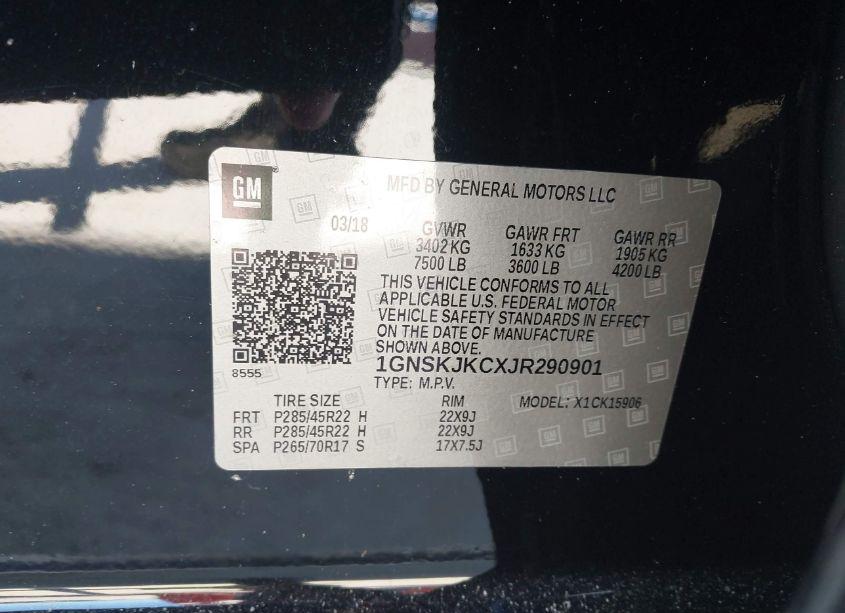 GM
MFD BY GENERAL MOTORS LLC
03/18
GVWR GAWR FRT GAWR RR
3402 KG 1633 KG 1905 KG
7500 LB 3600 LB 4200 LB
THIS VEHICLE CONFORMS TO ALL
APPLICABLE U.S. FEDERAL MOTOR
VEHICLE SAFETY STANDARDS IN EFFECT
ON THE DATE OF MANUFACTURE
SHOWN ABOVE.
8555
1GNSKJKCXJR290901
TYPE: M.P.V.
TIRE SIZE RIM MODEL: X1CK15906
FRT P285/45R22 H 22X9J
RR P285/45R22 H 22X9J
SPA P265/70R17 S 17X7.5J